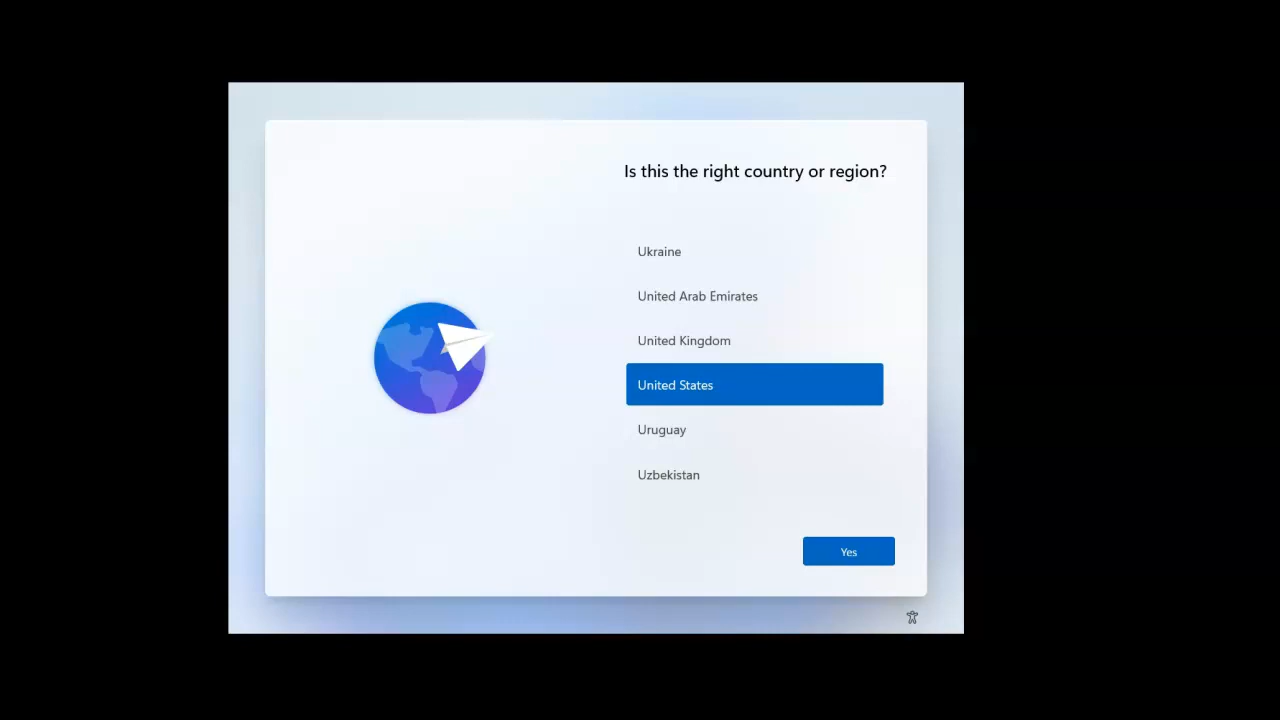 Is this the right country or region?
Ukraine
United Arab Emirates
United Kingdom
United States
Uruguay
Uzbekistan
Yes